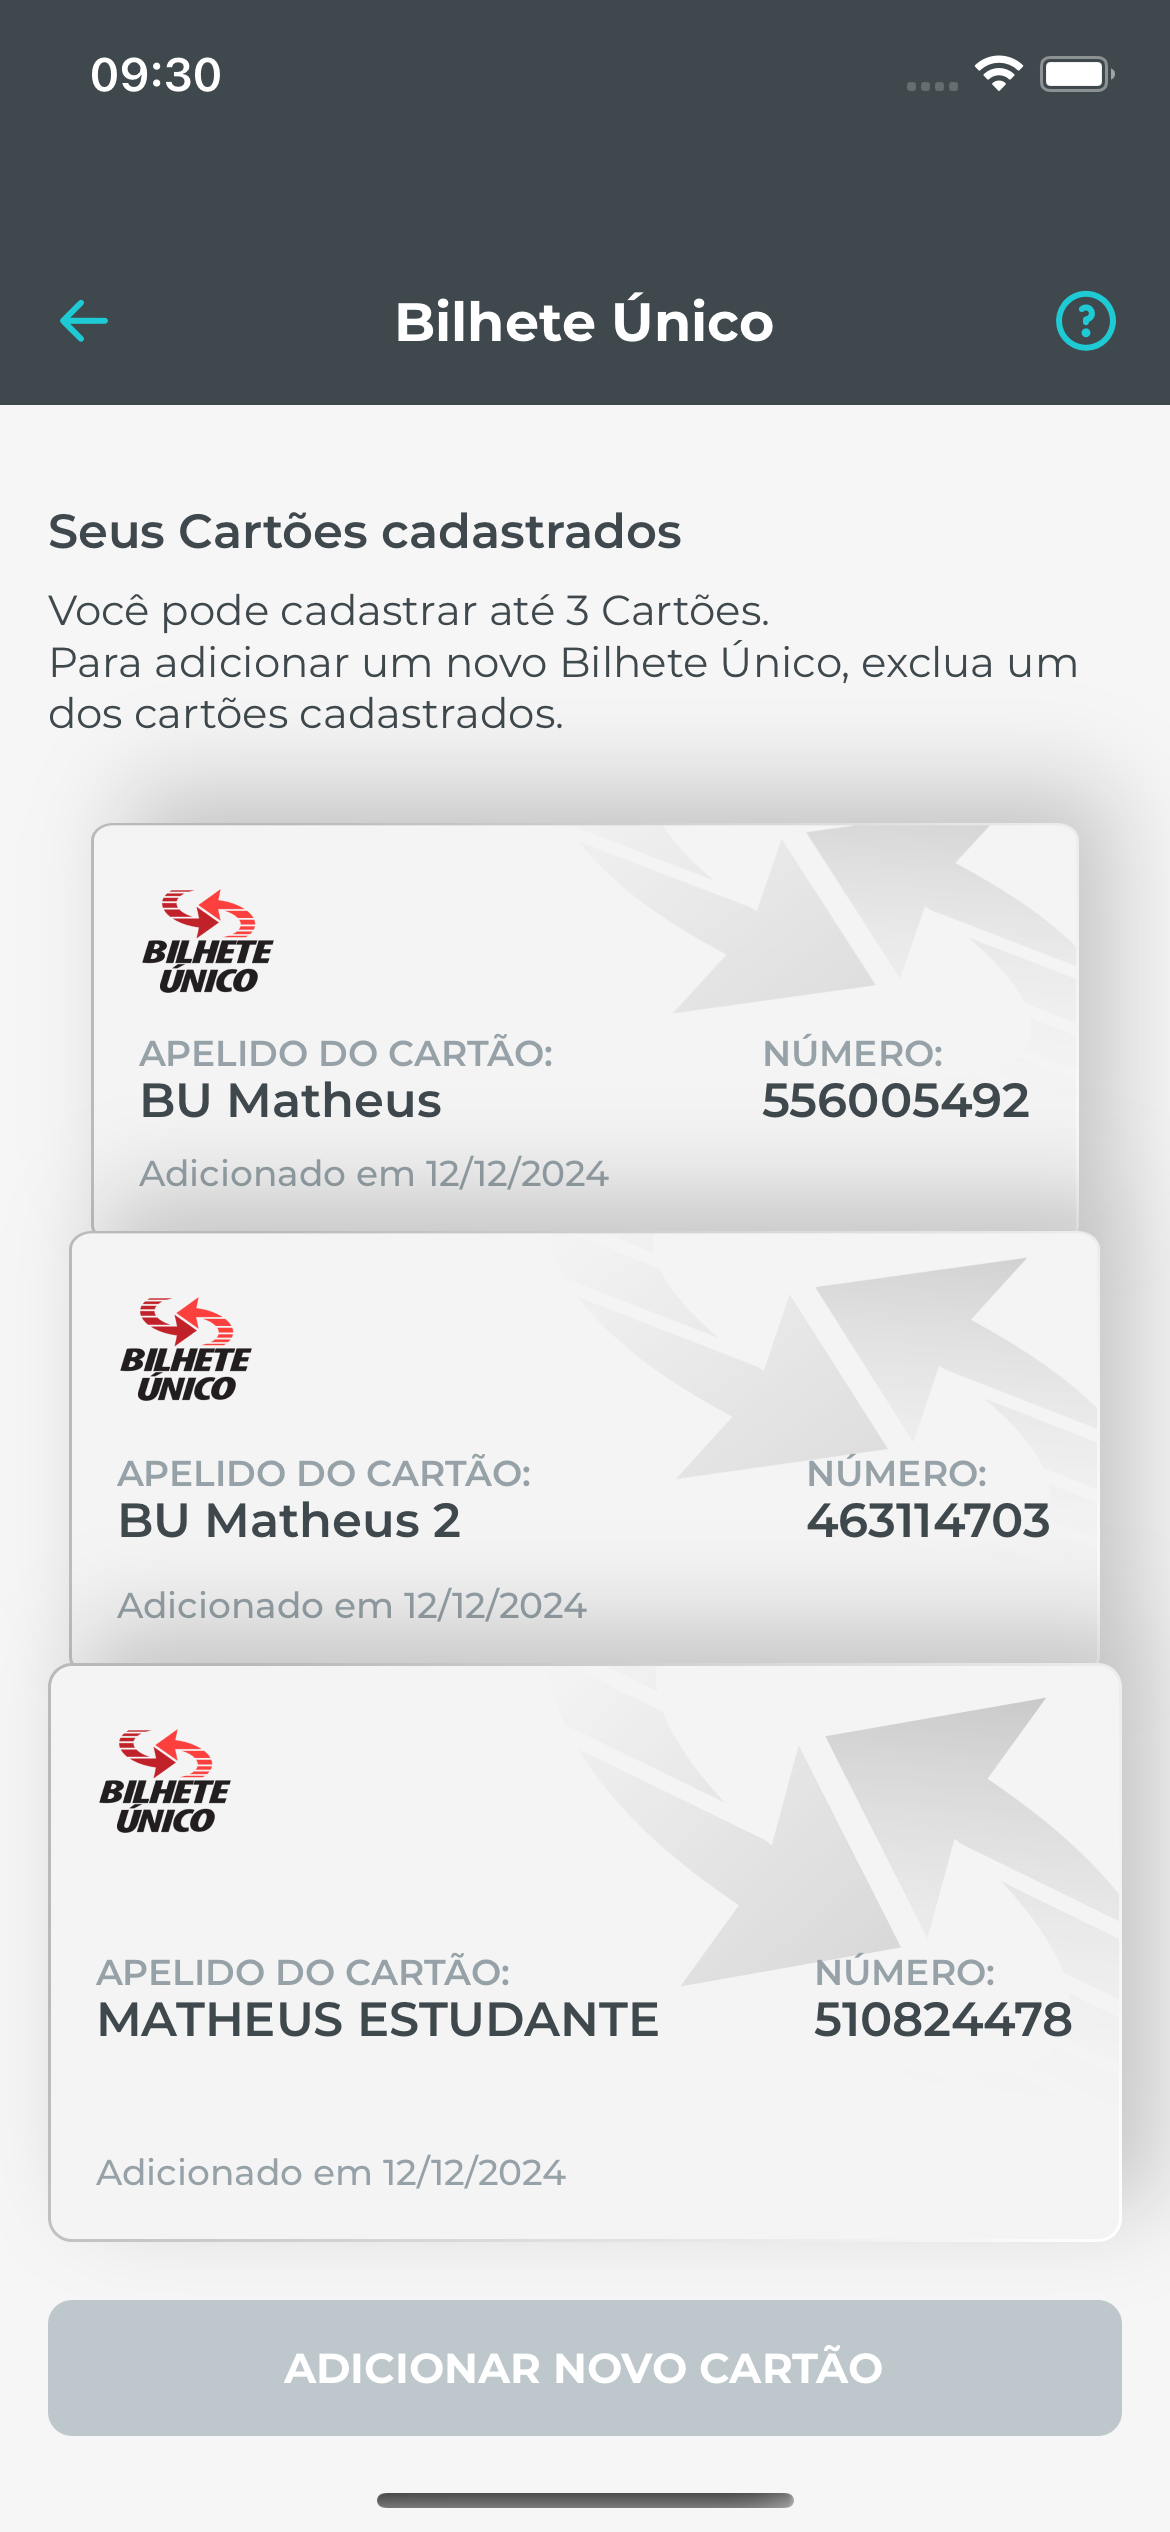 09:30
Bilhete Único
Seus Cartões cadastrados
Você pode cadastrar até 3 Cartões.
Para adicionar um novo Bilhete Único, exclua um
dos cartões cadastrados.
BILHETE
ÚNICO
APELIDO DO CARTÃO: NÚMERO:
BU Matheus 556005492
Adicionado em 12/12/2024
BILHETE
ÚNICO
APELIDO DO CARTÃO: NÚMERO:
BU Matheus 2 463114703
Adicionado em 12/12/2024
BILHETE
ÚNICO
APELIDO DO CARTÃO: NÚMERO:
MATHEUS ESTUDANTE 510824478
Adicionado em 12/12/2024
ADICIONAR NOVO CARTÃO